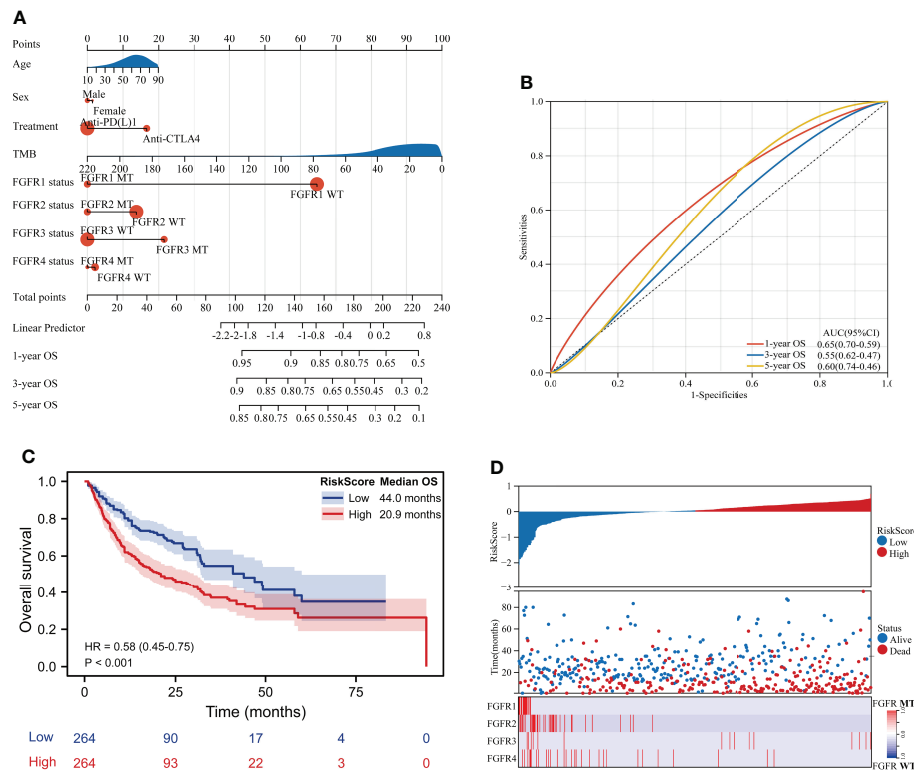 A
Points
0 10 20 30 40 50 60 70 80 90 100
Age
10 30 50 70 90
Sex
Male
Female
Treatment
Anti-PD(L)1
Anti-CTLA4
TMB
220 200 180 160 140 120 100 80 60 40 20 0
FGFR1 status
FGFR1 MT
FGFR1 WT
FGFR2 status
FGFR2 MT
FGFR2 WT
FGFR3 status
FGFR3 WT
FGFR3 MT
FGFR4 status
FGFR4 MT
FGFR4 WT
Total points
0 20 40 60 80 100 120 140 160 180 200 220 240
Linear Predictor
-2.2 -2 -1.8 -1.4 -1 -0.8 -0.4 0 0.2 0.8
1-year OS
0.95 0.9 0.85 0.80 0.75 0.65 0.5
3-year OS
0.9 0.85 0.80 0.75 0.65 0.55 0.45 0.3 0.2
5-year OS
0.85 0.80 0.75 0.65 0.55 0.45 0.3 0.2 0.1
B
Sensitivities
1.0
0.8
0.6
0.4
0.2
0.0
0.0 0.2 0.4 0.6 0.8 1.0
1-Specificities
AUC(95%CI)
1-year OS 0.65(0.70-0.59)
3-year OS 0.55(0.62-0.47)
5-year OS 0.60(0.74-0.46)
C
Overall survival
1.0
0.8
0.6
0.4
0.2
0.0
RiskScore Median OS
Low 44.0 months
High 20.9 months
HR = 0.58 (0.45-0.75)
P < 0.001
0 25 50 75
Time (months)
Low 264 90 17 4 0
High 264 93 22 3 0
D
RiskScore
1
0
-1
-2
-3
RiskScore
Low
High
Time(months)
80
60
40
20
Status
Alive
Dead
FGFR1
FGFR2
FGFR3
FGFR4
FGFR MT
1.0
0.0
1.0
FGFR WT